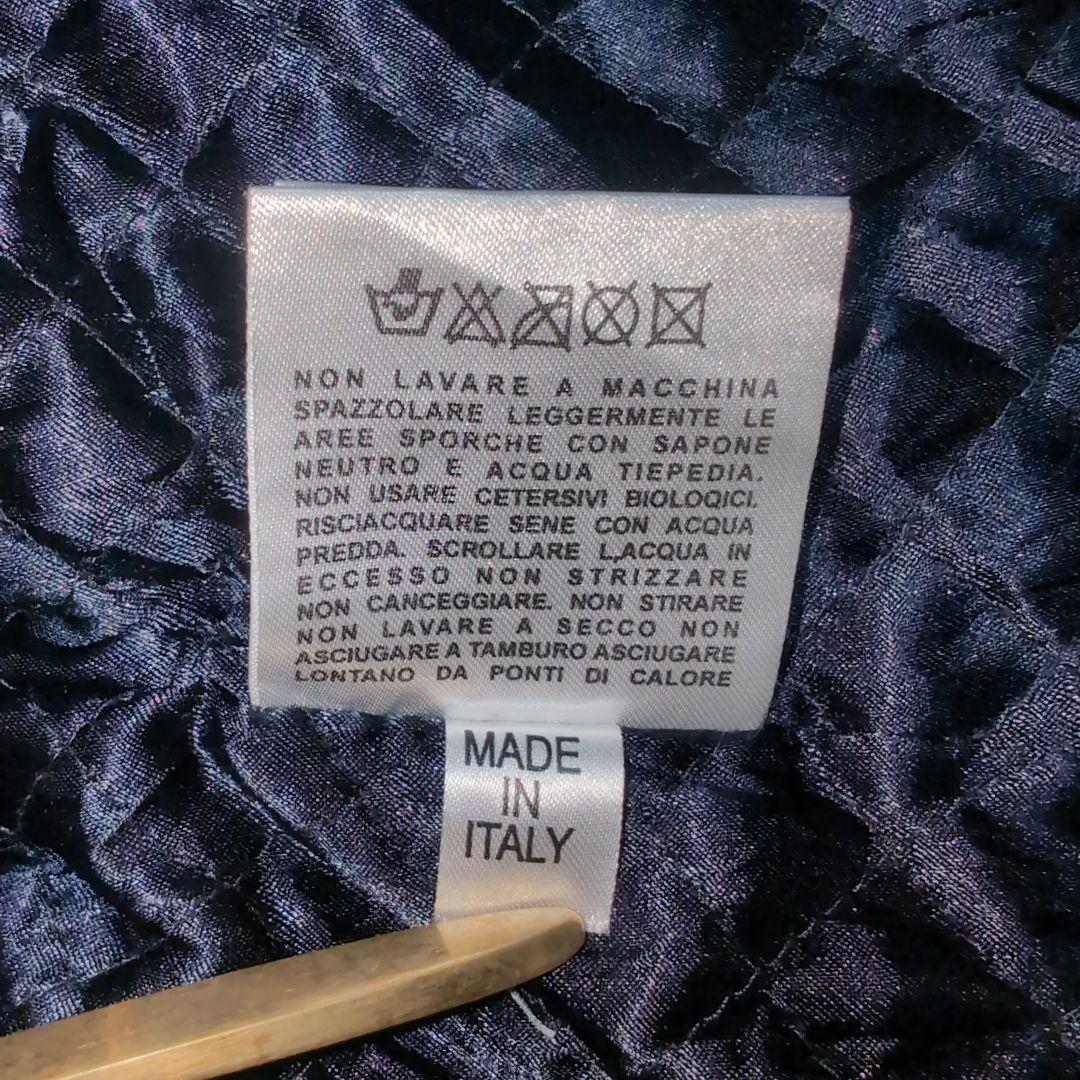 NON LAVARE A MACCHINA
SPAZZOLARE LEGGERMENTE LE
AREE SPORCHE CON SAPONE
NEUTRO E ACQUA TIEPEDIA.
NON USARE CETERSIVI BIOLOQICI.
RISCIACQUARE SENE CON ACQUA
PREDDA. SCROLLARE L,ACQUA IN
ECCESSO NON STRIZZARE
NON CANCEGGIARE. NON STIRARE
NON LAVARE A SECCO NON
ASCIUGARE A TAMBURO ASCIUGARE
LONTANO DA PONTI DI CALORE
MADE
IN
ITALY